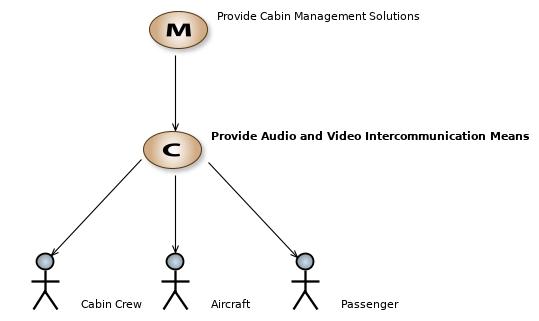 M
Provide Cabin Management Solutions
C
Provide Audio and Video Intercommunication Means
Cabin Crew
Aircraft
Passenger